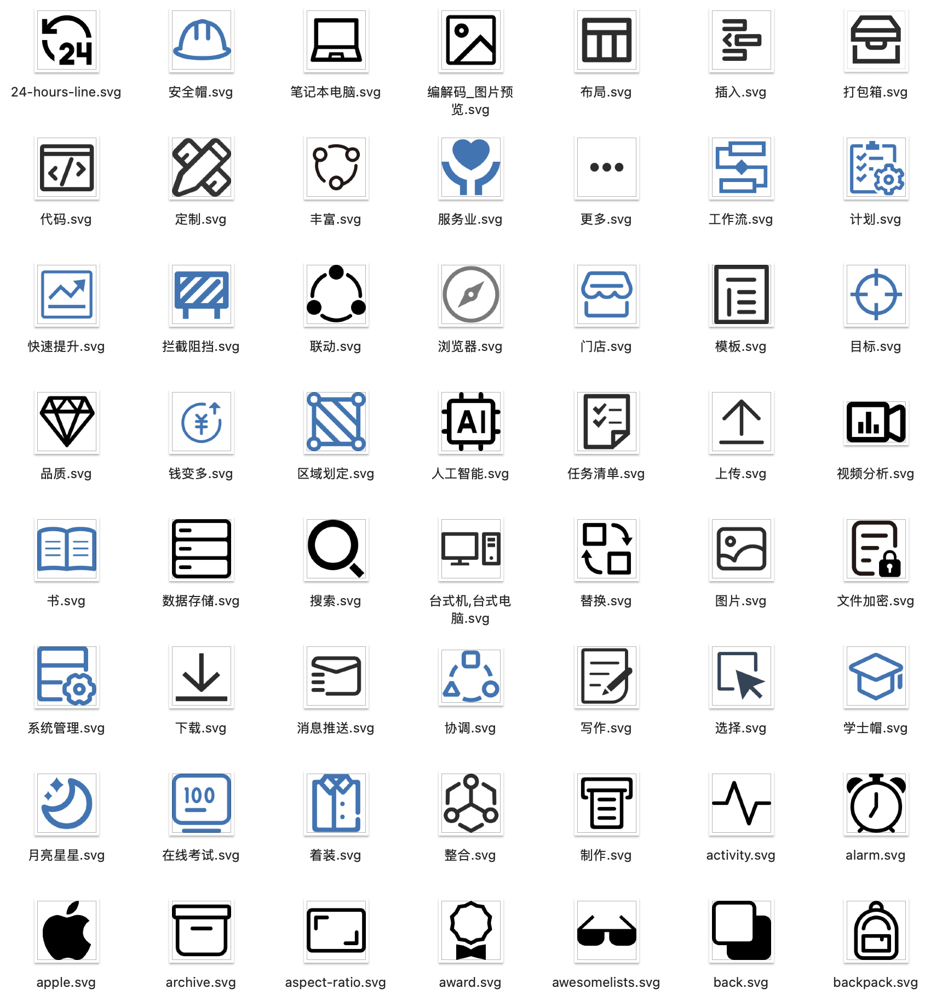 24
24-hours-line.svg
安全帽.svg
笔记本电脑.svg
编解码_图片预
览.svg
布局.svg
插入.svg
打包箱.svg
代码.svg
定制.svg
丰富.svg
服务业.svg
更多.svg
工作流.svg
计划.svg
快速提升.svg
拦截阻挡.svg
联动.svg
浏览器.svg
门店.svg
模板.svg
目标.svg
¥
AI
品质.svg
钱变多.svg
区域划定.svg
人工智能.svg
任务清单.svg
上传.svg
视频分析.svg
书.svg
数据存储.svg
搜索.svg
台式机,台式电
脑.svg
替换.svg
图片.svg
文件加密.svg
系统管理.svg
下载.svg
消息推送.svg
协调.svg
写作.svg
选择.svg
学士帽.svg
100
月亮星星.svg
在线考试.svg
着装.svg
整合.svg
制作.svg
activity.svg
alarm.svg
apple.svg
archive.svg
aspect-ratio.svg
award.svg
awesomelists.svg
back.svg
backpack.svg